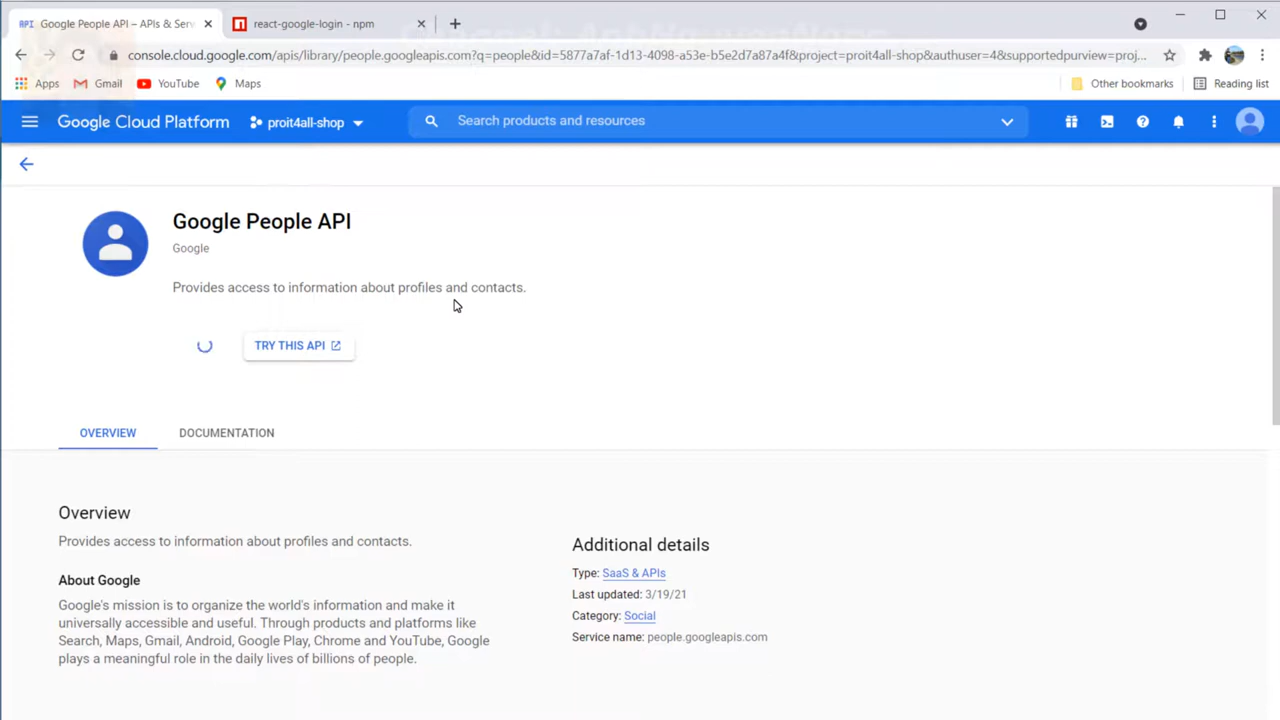 API Google People API – APIs & Serv
react-google-login - npm
console.cloud.google.com/apis/library/people.googleapis.com?q=people&id=5877a7af-1d13-4098-a53e-b5e2d7a87a4f&project=proit4all-shop&authuser=4&supportedpurview=proj...
Apps
Gmail
YouTube
Maps
Other bookmarks
Reading list
Google Cloud Platform
proit4all-shop
Search products and resources
Google People API
Google
Provides access to information about profiles and contacts.
TRY THIS API
OVERVIEW
DOCUMENTATION
Overview
Provides access to information about profiles and contacts.
About Google
Google's mission is to organize the world's information and make it
universally accessible and useful. Through products and platforms like
Search, Maps, Gmail, Android, Google Play, Chrome and YouTube, Google
plays a meaningful role in the daily lives of billions of people.
Additional details
Type: SaaS & APIs
Last updated: 3/19/21
Category: Social
Service name: people.googleapis.com